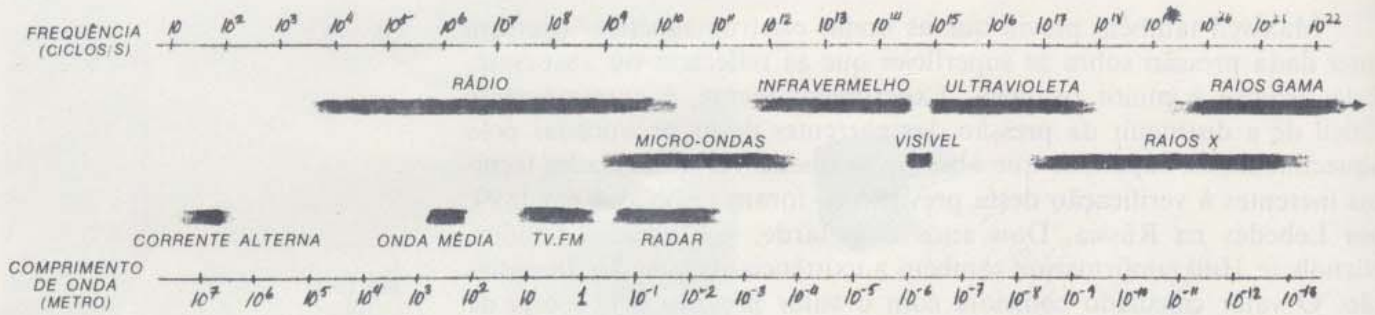 FREQUÊNCIA
(CICLOS/S)
10 10² 10³ 10⁴ 10⁵ 10⁶ 10⁷ 10⁸ 10⁹ 10¹⁰ 10¹¹ 10¹² 10¹³ 10¹⁴ 10¹⁵ 10¹⁶ 10¹⁷ 10¹⁸ 10²⁰ 10²¹ 10²²
RÁDIO INFRAVERMELHO ULTRAVIOLETA RAIOS GAMA
MICRO-ONDAS VISÍVEL RAIOS X
CORRENTE ALTERNA ONDA MÉDIA TV.FM RADAR
COMPRIMENTO
DE ONDA
(METRO)
10⁷ 10⁶ 10⁵ 10⁴ 10³ 10² 10 1 10⁻¹ 10⁻² 10⁻³ 10⁻⁴ 10⁻⁵ 10⁻⁶ 10⁻⁷ 10⁻⁸ 10⁻⁹ 10⁻¹⁰ 10⁻¹¹ 10⁻¹²